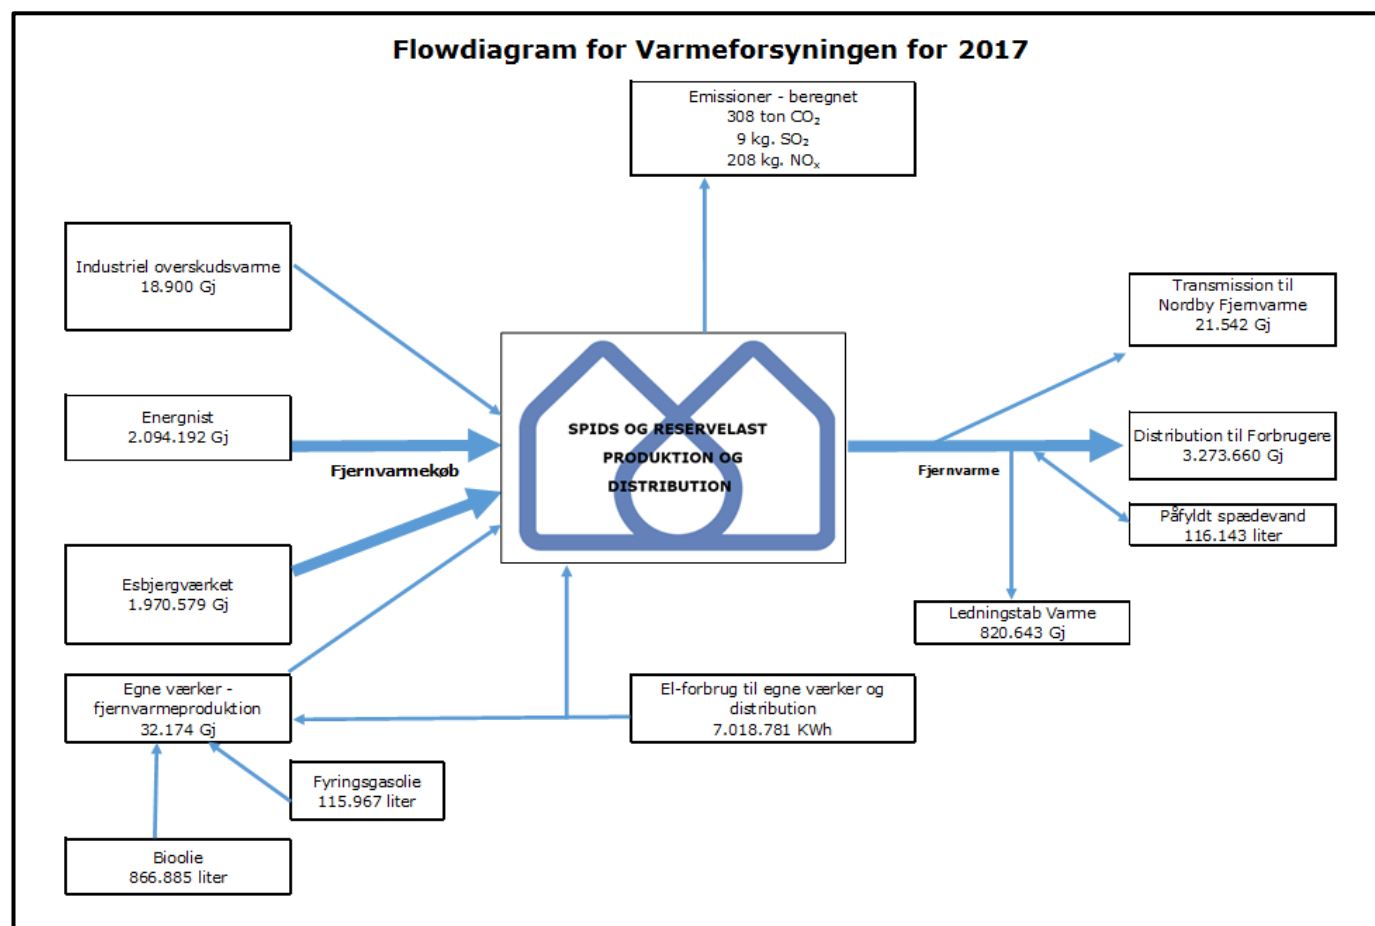 Flowdiagram for Varmeforsyningen for 2017
Emissioner - beregnet
308 ton CO₂
9 kg. SO₂
208 kg. NOₓ
Industriel overskudsvarme
18.900 Gj
Transmission til
Nordby Fjernvarme
21.542 Gj
Energnist
2.094.192 Gj
Fjernvarmekøb
SPIDS OG RESERVELAST
PRODUKTION OG
DISTRIBUTION
Fjernvarme
Distribution til Forbrugere
3.273.660 Gj
Påfyldt spædevand
116.143 liter
Esbjergværket
1.970.579 Gj
Ledningstab Varme
820.643 Gj
Egne værker -
fjernvarmeproduktion
32.174 Gj
El-forbrug til egne værker og
distribution
7.018.781 KWh
Fyringsgasolie
115.967 liter
Bioolie
866.885 liter